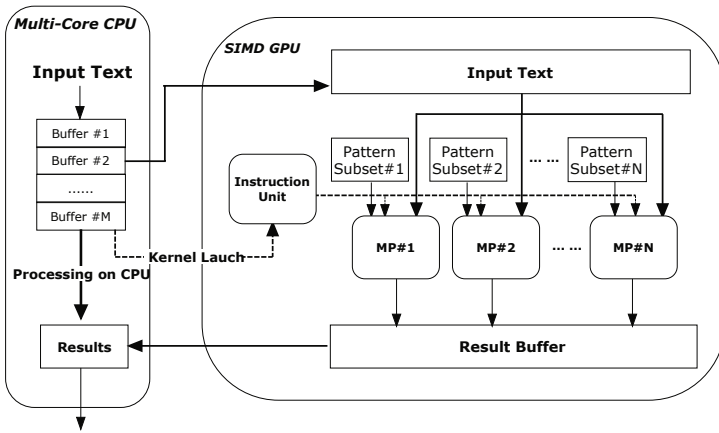 Multi-Core CPU
Input Text
Buffer #1
Buffer #2
......
Buffer #M
Processing on CPU
Results
Kernel Lauch
SIMD GPU
Input Text
Instruction
Unit
Pattern
Subset#1
Pattern
Subset#2
... ...
Pattern
Subset#N
MP#1
MP#2
... ...
MP#N
Result Buffer